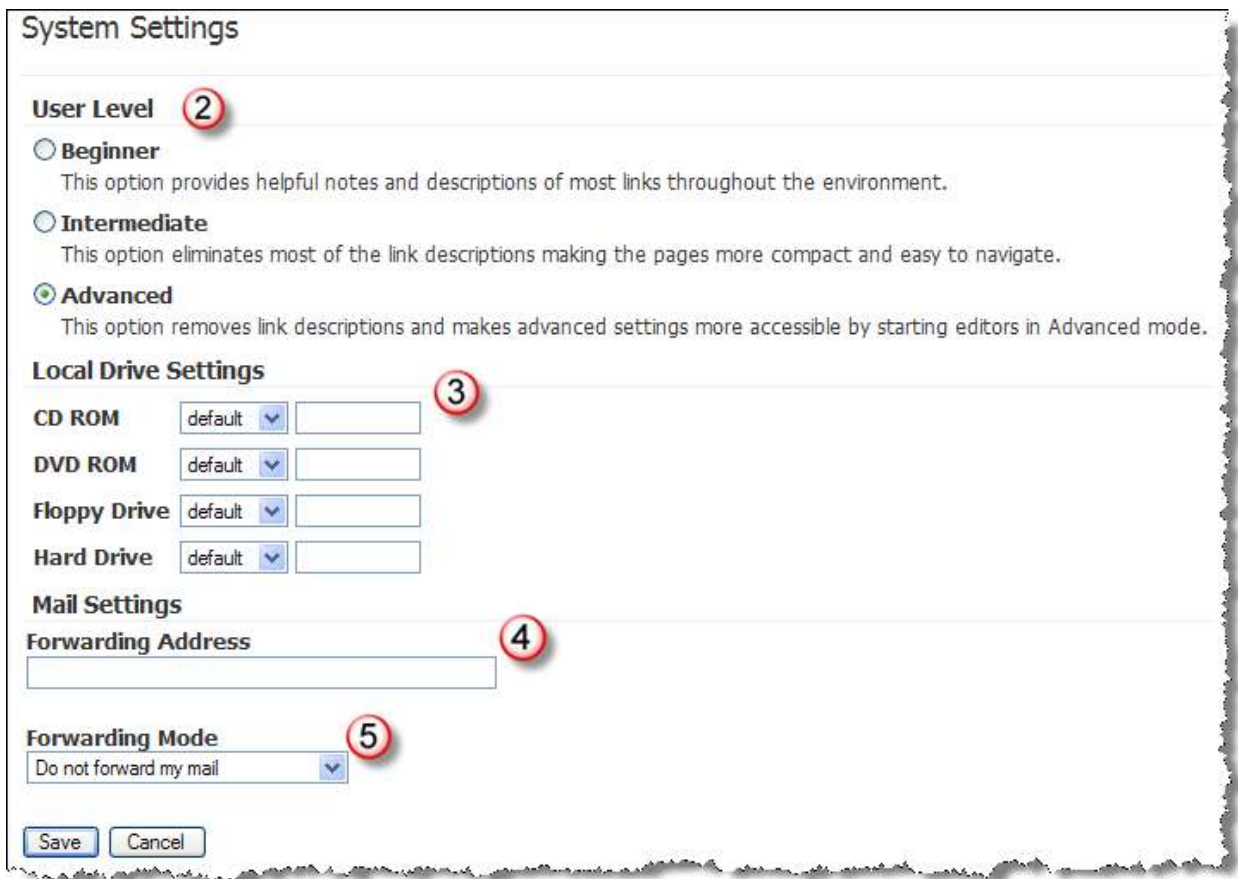 System Settings
User Level 2
Beginner
This option provides helpful notes and descriptions of most links throughout the environment.
Intermediate
This option eliminates most of the link descriptions making the pages more compact and easy to navigate.
Advanced
This option removes link descriptions and makes advanced settings more accessible by starting editors in Advanced mode.
Local Drive Settings
3
CD ROM default
DVD ROM default
Floppy Drive default
Hard Drive default
Mail Settings
Forwarding Address 4
Forwarding Mode 5
Do not forward my mail
Save Cancel